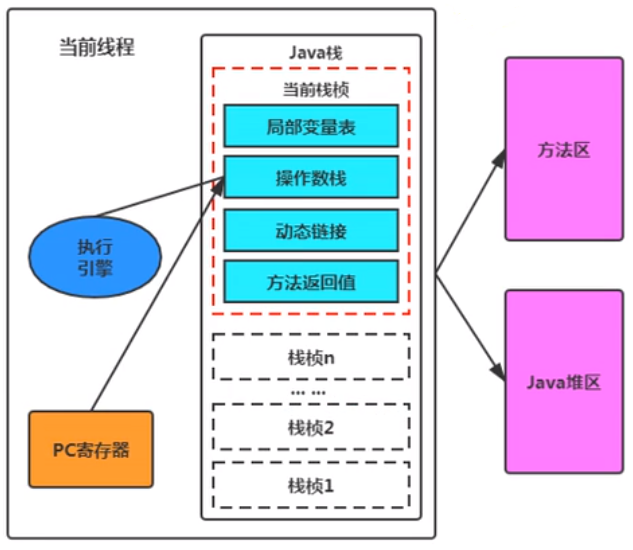 当前线程
Java栈
当前栈桢
局部变量表
操作数栈
动态链接
方法返回值
执行
引擎
PC寄存器
栈桢n
... ...
栈桢2
栈桢1
方法区
Java堆区